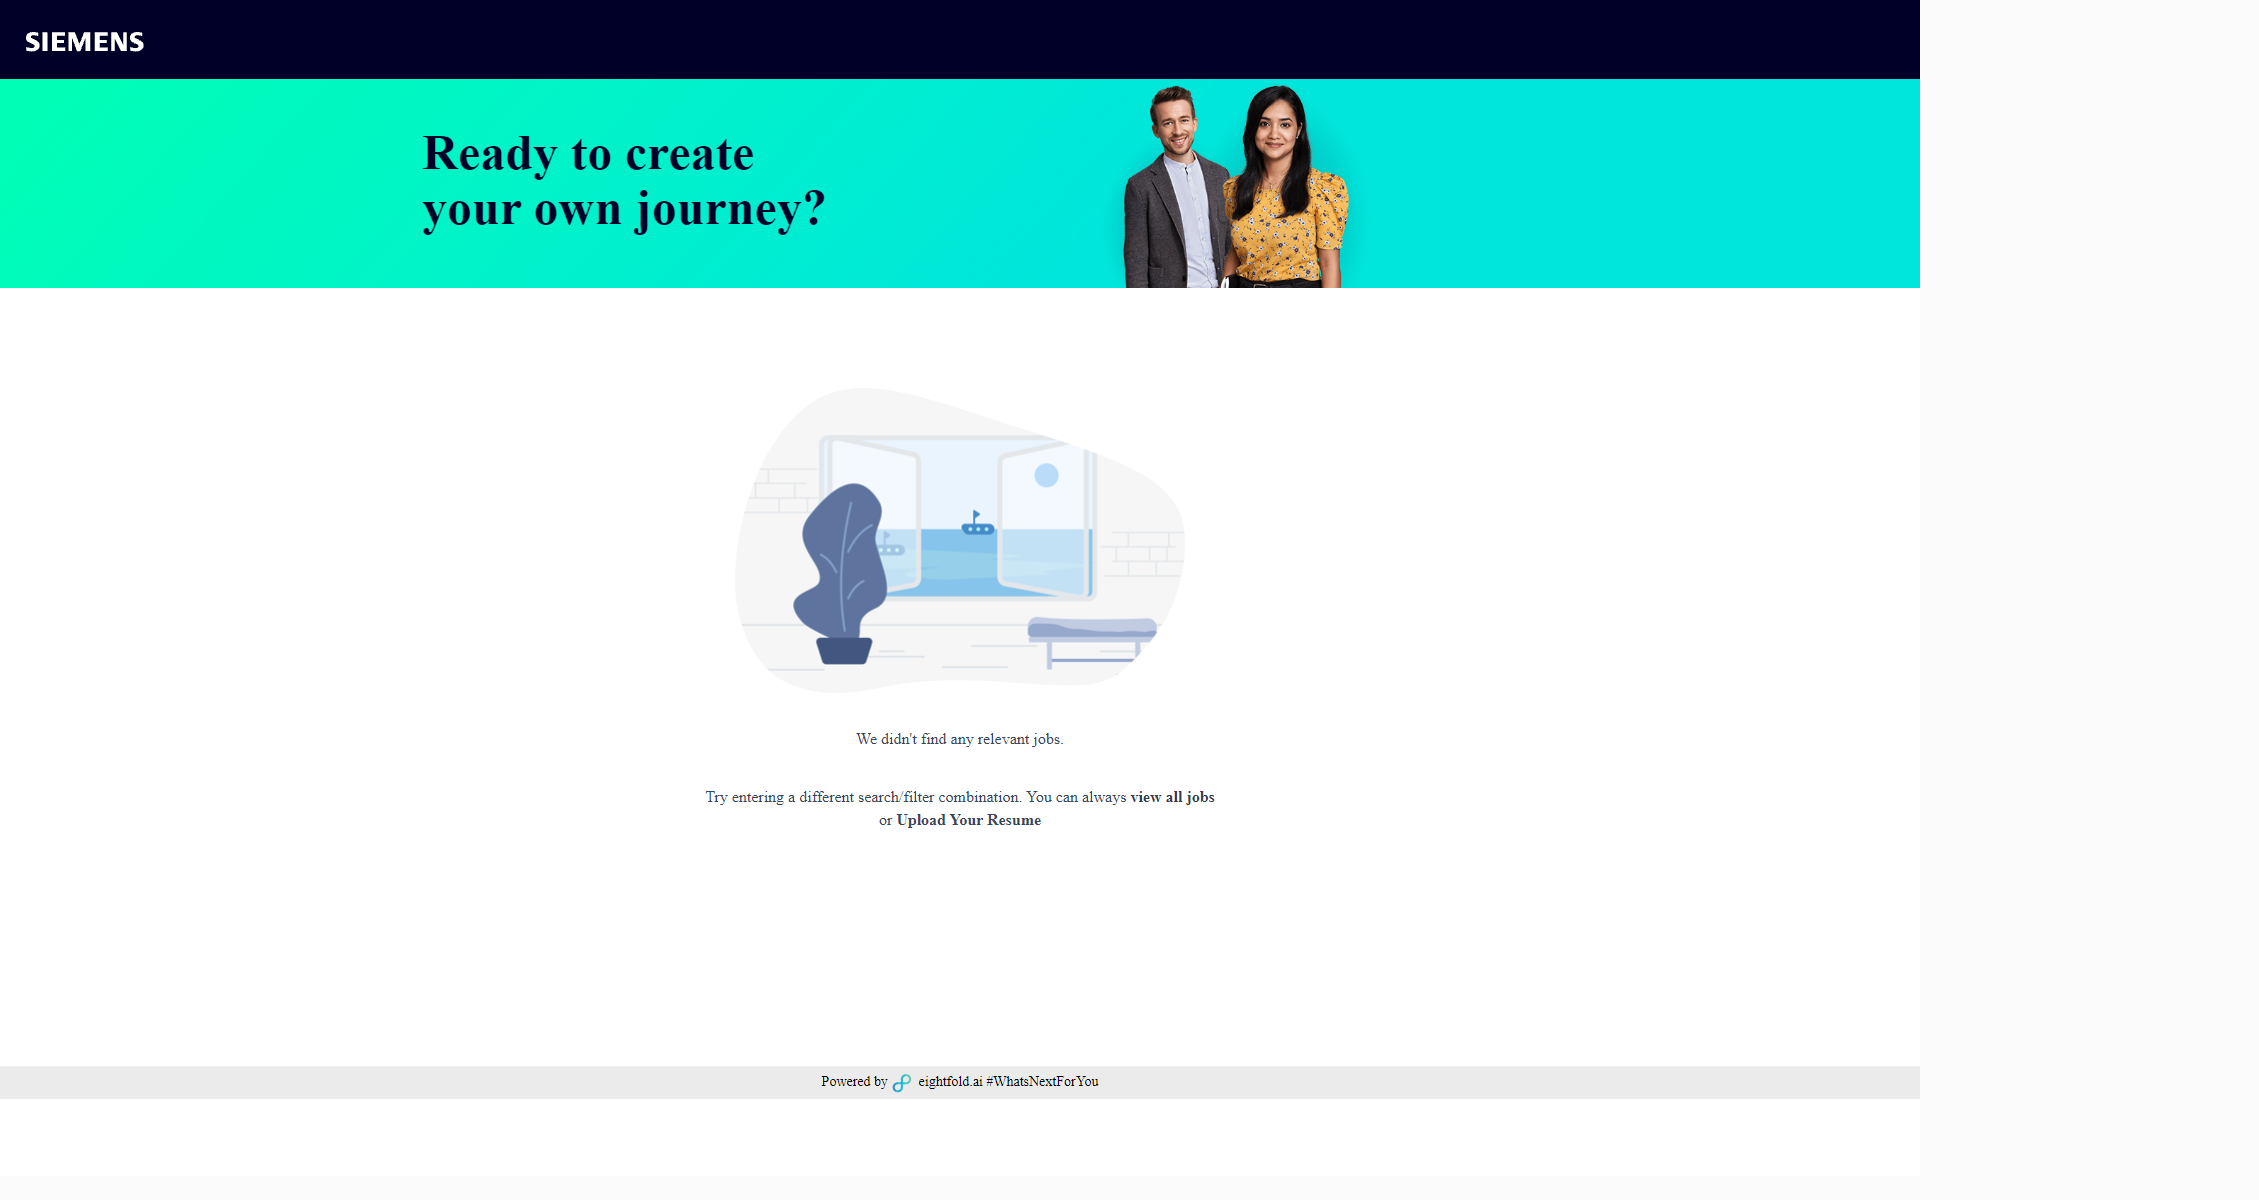 SIEMENS
Ready to create
your own journey?
We didn't find any relevant jobs.
Try entering a different search/filter combination. You can always view all jobs
or Upload Your Resume
Powered by eightfold.ai #WhatsNextForYou